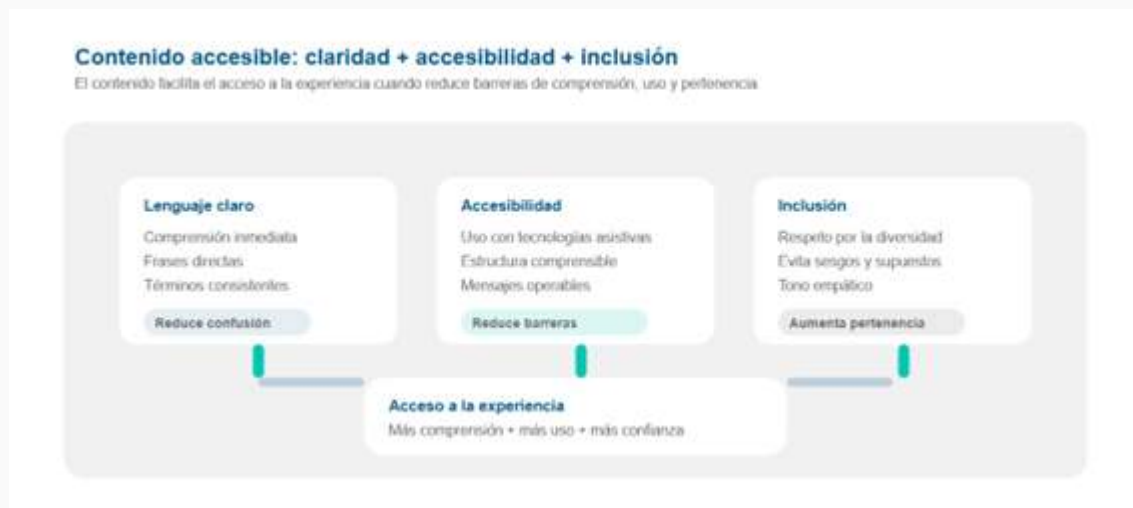 Contenido accesible: claridad + accesibilidad + inclusión
El contenido facilita el acceso a la experiencia cuando reduce barreras de comprensión, uso y pertenencia
Lenguaje claro
Comprensión inmediata
Frases directas
Términos consistentes
Reduce confusión
Accesibilidad
Uso con tecnologías asistivas
Estructura comprensible
Mensajes operables
Reduce barreras
Inclusión
Respeto por la diversidad
Evita sesgos y supuestos
Tono empático
Aumenta pertenencia
Acceso a la experiencia
Más comprensión + más uso + más confianza